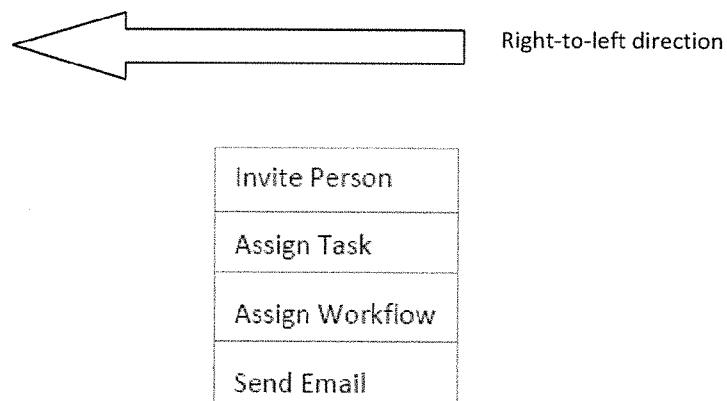 Right-to-left direction
Invite Person
Assign Task
Assign Workflow
Send Email